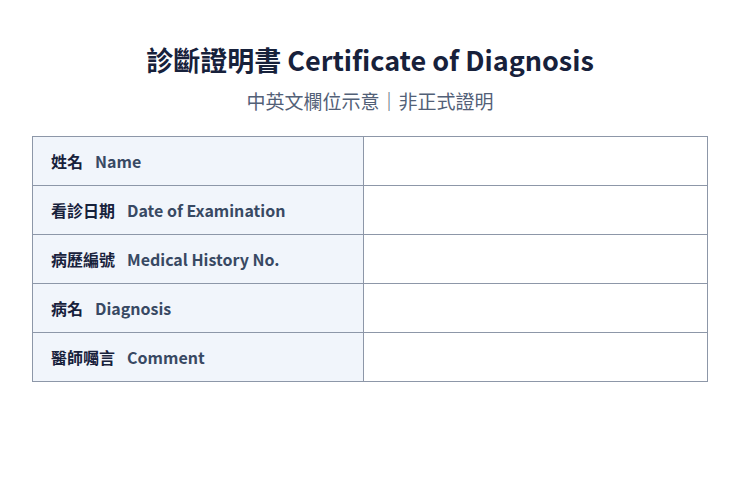 診斷證明書 Certificate of Diagnosis
中英文欄位示意｜非正式證明
姓名 Name
看診日期 Date of Examination
病歷編號 Medical History No.
病名 Diagnosis
醫師囑言 Comment